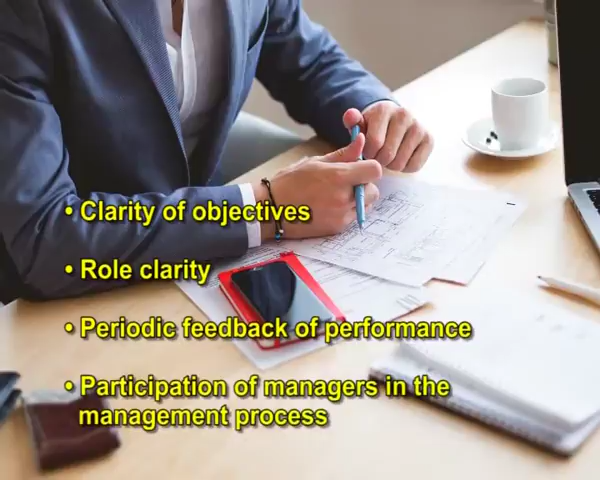 • Clarity of objectives
• Role clarity
• Periodic feedback of performance
• Participation of managers in the
management process